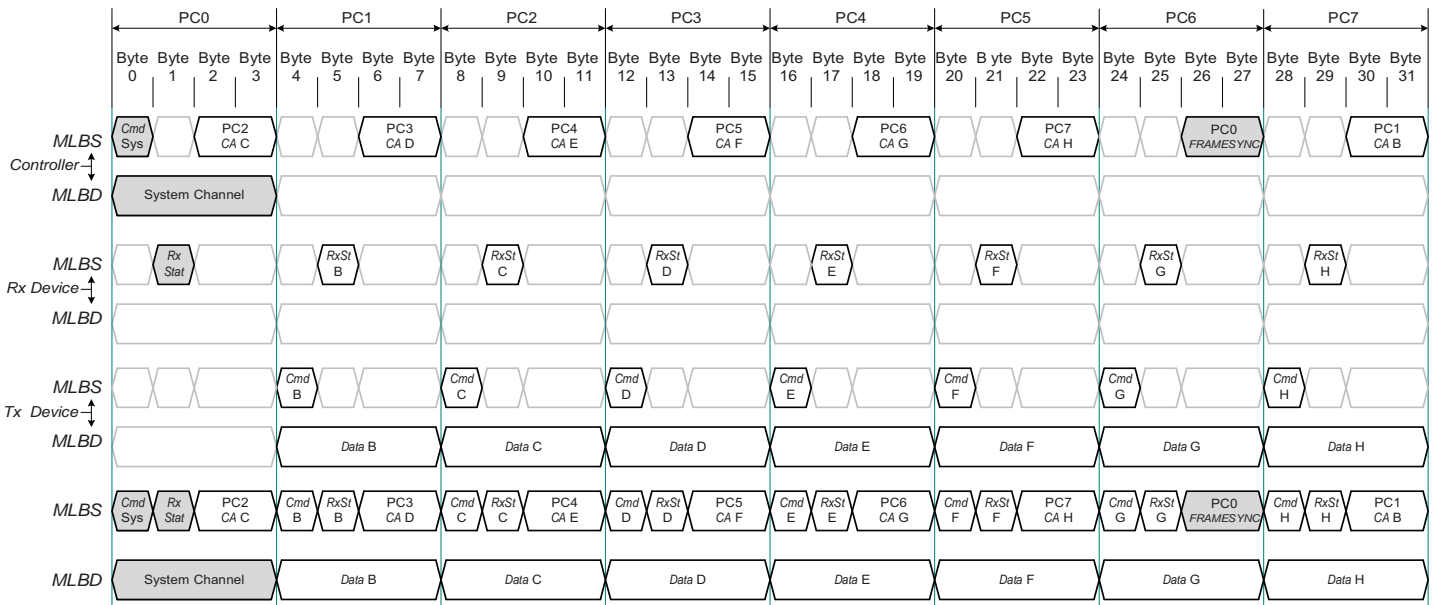 PC0 PC1 PC2 PC3 PC4 PC5 PC6 PC7
Byte Byte Byte Byte Byte Byte Byte Byte Byte Byte Byte Byte Byte Byte Byte Byte Byte Byte Byte Byte Byte Byte Byte Byte Byte Byte Byte Byte Byte Byte Byte Byte
0 1 2 3 4 5 6 7 8 9 10 11 12 13 14 15 16 17 18 19 20 21 22 23 24 25 26 27 28 29 30 31
Cmd PC2 PC3 PC4 PC5 PC6 PC7 PC0 PC1
MLBS Sys CA C CA D CA E CA F CA G CA H FRAMESYNC CA B
Controller
MLBD System Channel
Rx RxSt RxSt RxSt RxSt RxSt RxSt RxSt
MLBS Stat B C D E F G H
Rx Device
MLBD
Cmd Cmd Cmd Cmd Cmd Cmd Cmd
MLBS B C D E F G H
Tx Device
MLBD Data B Data C Data D Data E Data F Data G Data H
Cmd Rx PC2 Cmd RxSt PC3 Cmd RxSt PC4 Cmd RxSt PC5 Cmd RxSt PC6 Cmd RxSt PC7 Cmd RxSt PC0 Cmd RxSt PC1
MLBS Sys Stat CA C B B CA D C C CA E D D CA F E E CA G F F CA H G G FRAMESYNC H H CA B
MLBD System Channel Data B Data C Data D Data E Data F Data G Data H